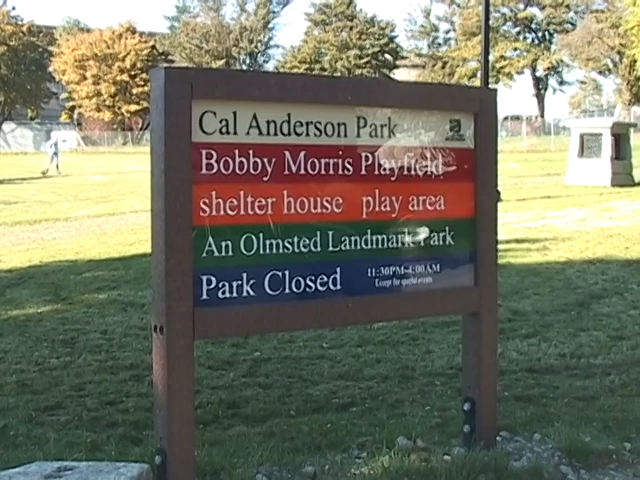 Cal Anderson Park
Bobby Morris Playfield
shelter house play area
An Olmsted Landmark Park
Park Closed 11:30PM-4:00AM
Except for special events